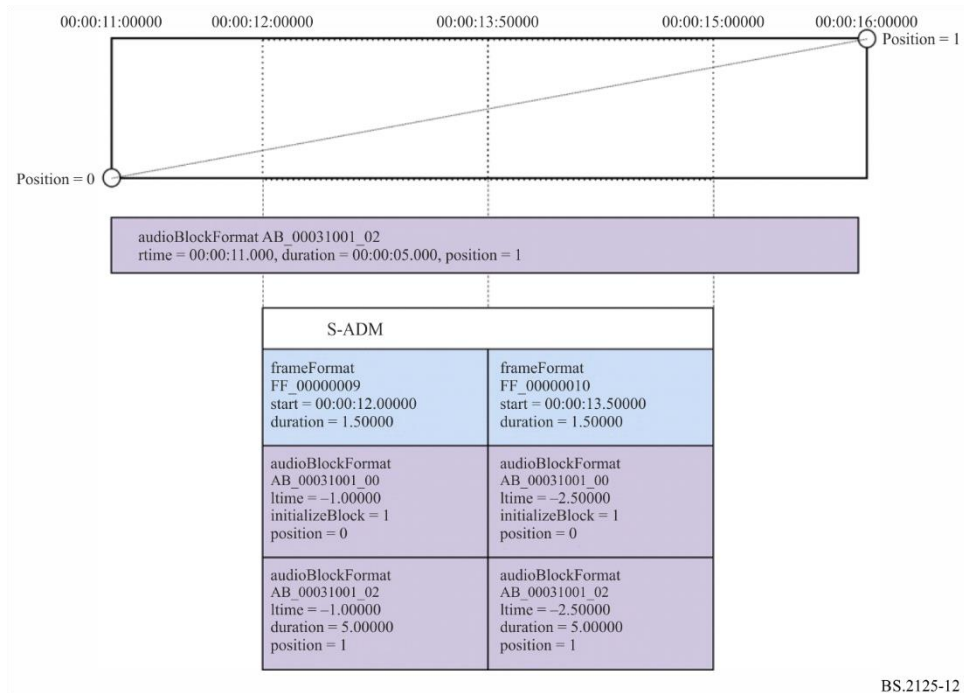 00:00:11:00000 00:00:12:00000 00:00:13:50000 00:00:15:00000 00:00:16:00000
Position = 1
Position = 0
audioBlockFormat AB_00031001_02
rtime = 00:00:11.000, duration = 00:00:05.000, position = 1
S-ADM
frameFormat
FF_00000009
start = 00:00:12.00000
duration = 1.50000
frameFormat
FF_00000010
start = 00:00:13.50000
duration = 1.50000
audioBlockFormat
AB_00031001_00
ltime = –1.00000
initializeBlock = 1
position = 0
audioBlockFormat
AB_00031001_00
ltime = –2.50000
initializeBlock = 1
position = 0
audioBlockFormat
AB_00031001_02
ltime = –1.00000
duration = 5.00000
position = 1
audioBlockFormat
AB_00031001_02
ltime = –2.50000
duration = 5.00000
position = 1
BS.2125-12